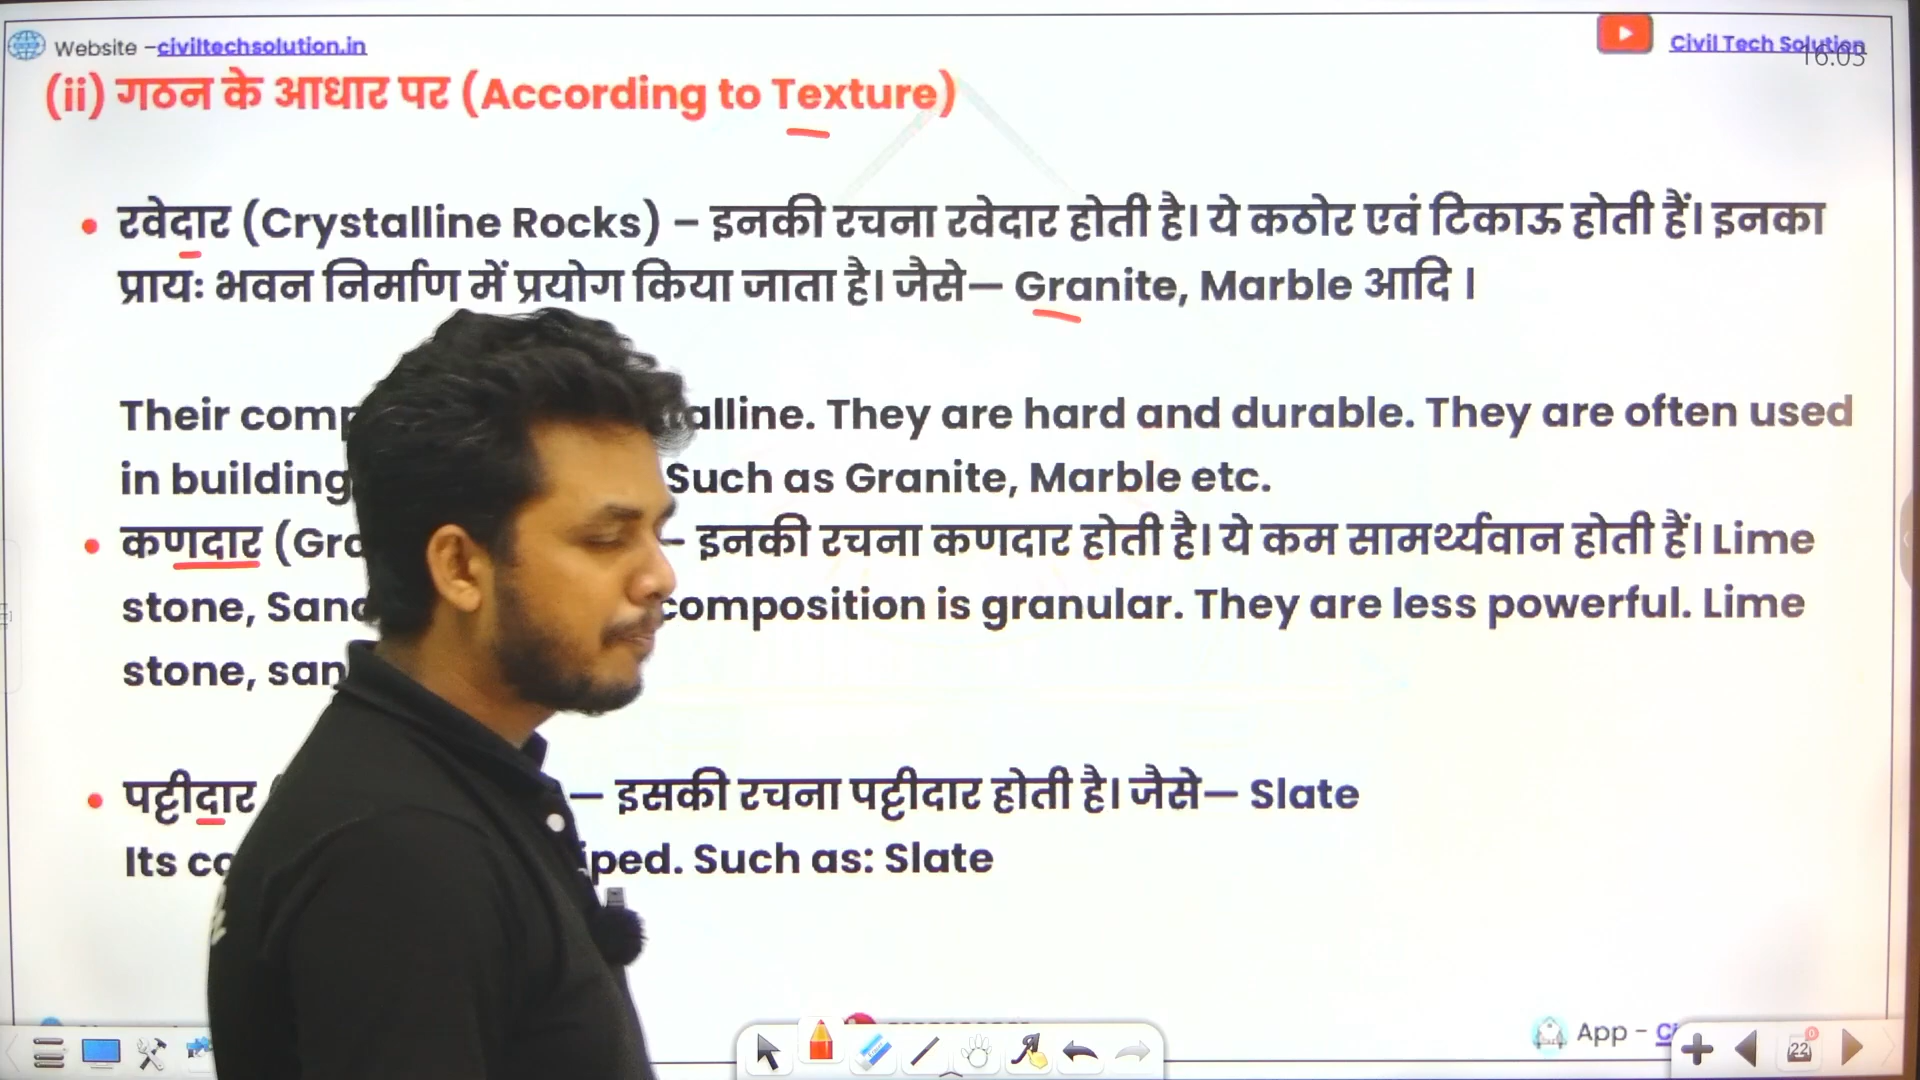 Website –civiltechsolution.in
Civil Tech Solution
16:05
(ii) गठन के आधार पर (According to Texture)
• रवेदार (Crystalline Rocks) – इनकी रचना रवेदार होती है। ये कठोर एवं टिकाऊ होती हैं। इनका
प्रायः भवन निर्माण में प्रयोग किया जाता है। जैसे— Granite, Marble आदि ।
Their alline. They are hard and durable. They are often used
in building Such as Granite, Marble etc.
• कणदार – इनकी रचना कणदार होती है। ये कम सामर्थ्यवान होती हैं। Lime
stone, composition is granular. They are less powerful. Lime
stone,
• पट्टीदार — इसकी रचना पट्टीदार होती है। जैसे— Slate
Its iped. Such as: Slate
App -
22